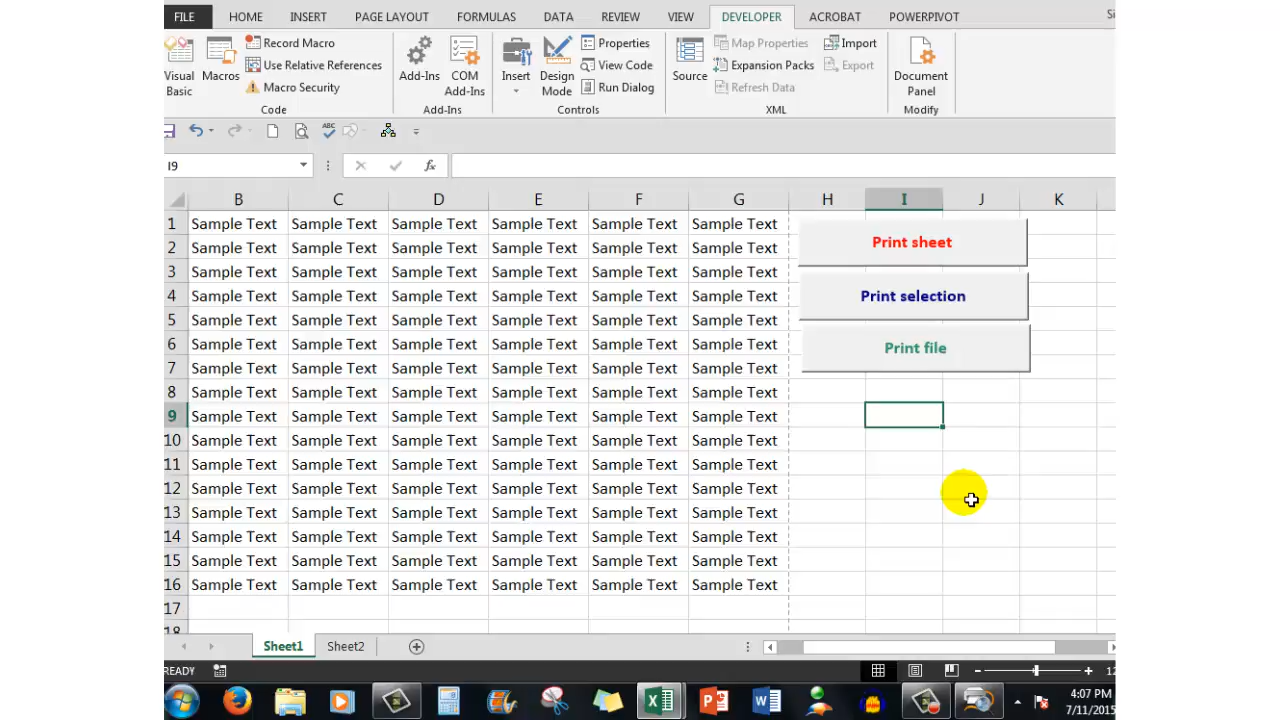 FILE HOME INSERT PAGE LAYOUT FORMULAS DATA REVIEW VIEW DEVELOPER ACROBAT POWERPIVOT
Visual Basic
Macros
Record Macro
Use Relative References
Macro Security
Code
Add-Ins
COM Add-Ins
Add-Ins
Insert
Design Mode
Properties
View Code
Run Dialog
Controls
Source
Map Properties
Expansion Packs
Refresh Data
Import
Export
XML
Document Panel
Modify
ABC
I9
fx
B C D E F G H I J K
1 Sample Text Sample Text Sample Text Sample Text Sample Text Sample Text
2 Sample Text Sample Text Sample Text Sample Text Sample Text Sample Text
3 Sample Text Sample Text Sample Text Sample Text Sample Text Sample Text
4 Sample Text Sample Text Sample Text Sample Text Sample Text Sample Text
5 Sample Text Sample Text Sample Text Sample Text Sample Text Sample Text
6 Sample Text Sample Text Sample Text Sample Text Sample Text Sample Text
7 Sample Text Sample Text Sample Text Sample Text Sample Text Sample Text
8 Sample Text Sample Text Sample Text Sample Text Sample Text Sample Text
9 Sample Text Sample Text Sample Text Sample Text Sample Text Sample Text
10 Sample Text Sample Text Sample Text Sample Text Sample Text Sample Text
11 Sample Text Sample Text Sample Text Sample Text Sample Text Sample Text
12 Sample Text Sample Text Sample Text Sample Text Sample Text Sample Text
13 Sample Text Sample Text Sample Text Sample Text Sample Text Sample Text
14 Sample Text Sample Text Sample Text Sample Text Sample Text Sample Text
15 Sample Text Sample Text Sample Text Sample Text Sample Text Sample Text
16 Sample Text Sample Text Sample Text Sample Text Sample Text Sample Text
17
18
Print sheet
Print selection
Print file
Sheet1 Sheet2
READY
4:07 PM